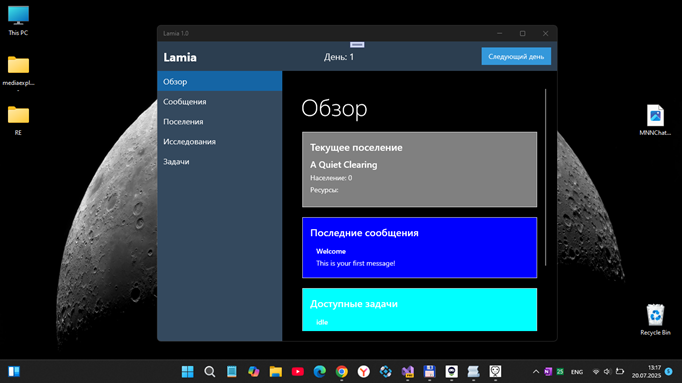 This PC
mediaexpl...
RE
MNNChat...
Recycle Bin
Lamia 1.0
Lamia
День: 1
Следующий день
Обзор
Сообщения
Поселения
Исследования
Задачи
Обзор
Текущее поселение
A Quiet Clearing
Население: 0
Ресурсы:
Последние сообщения
Welcome
This is your first message!
Доступные задачи
Idle
ENG
13:17
20.07.2025